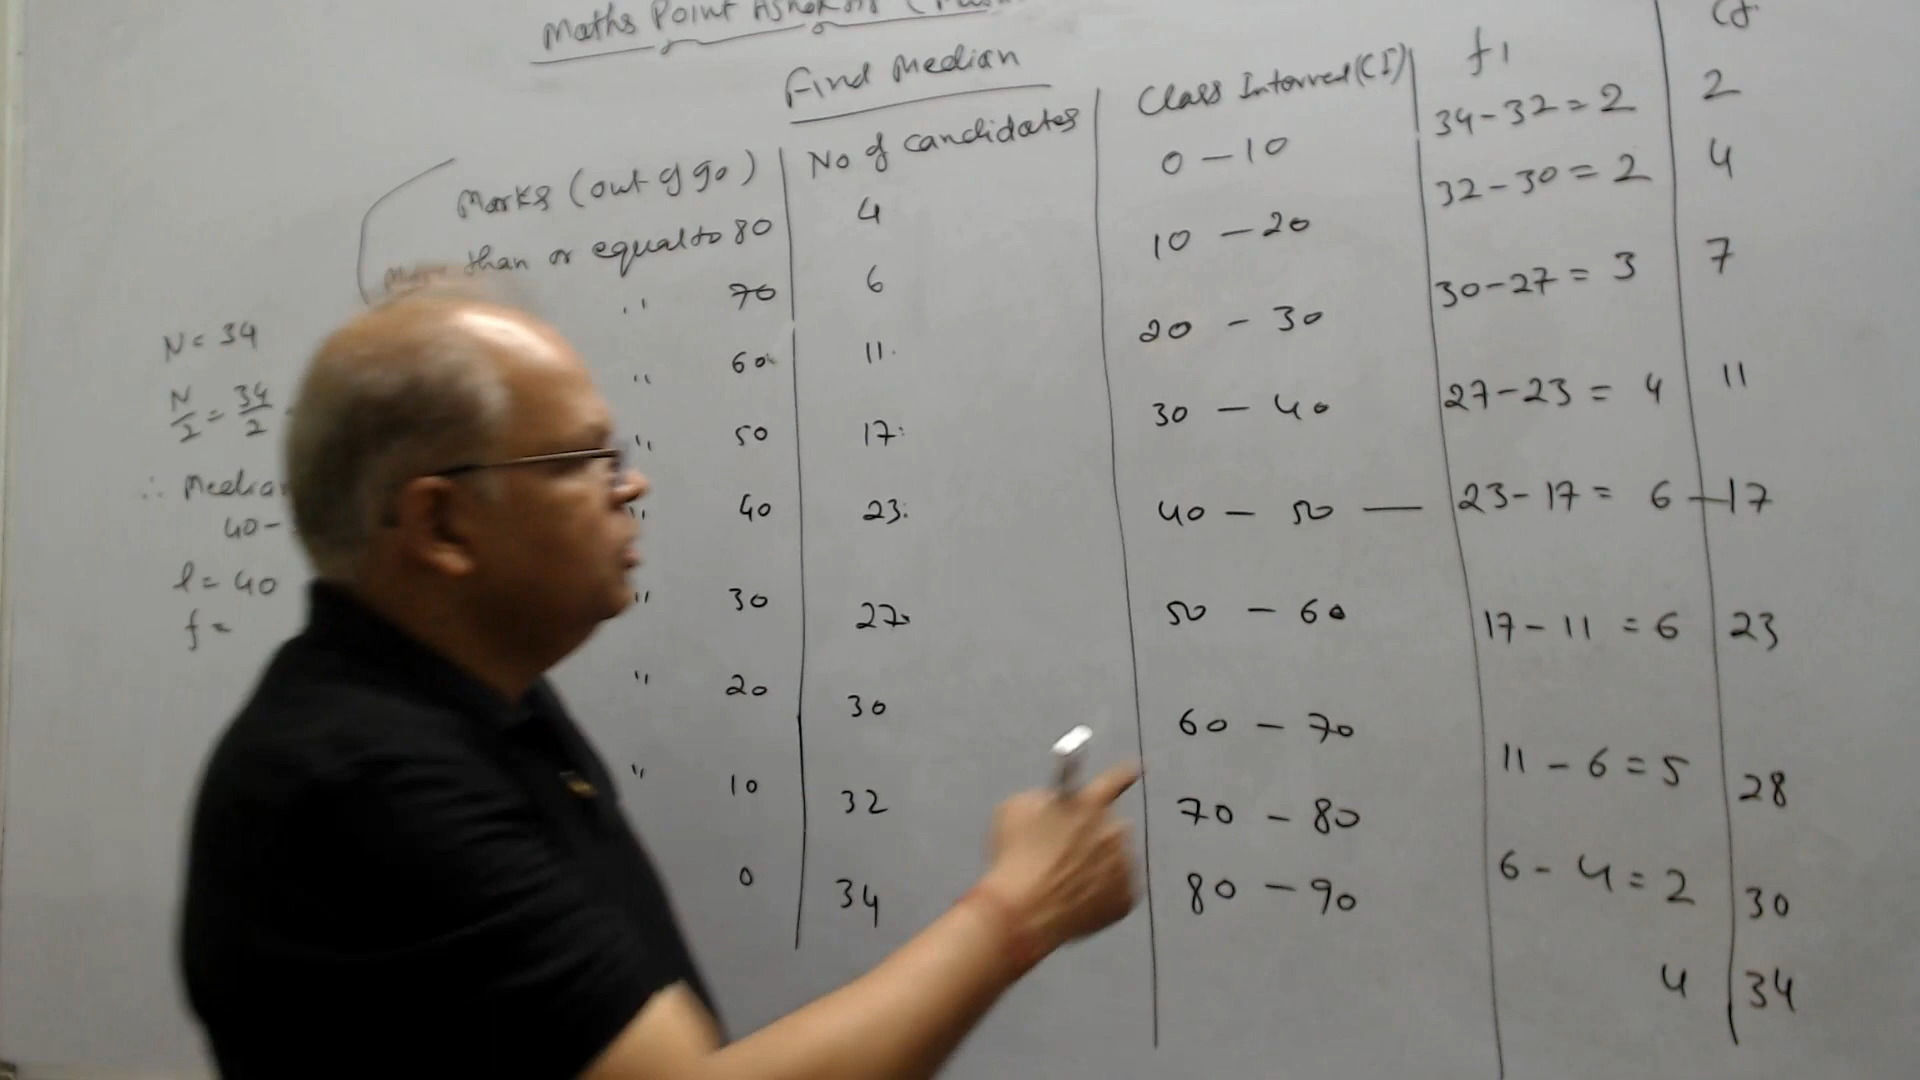 Maths Point
Find Median
Marks (out of 90) No of candidates Class Interval (CI) f1 cf
than or equal to 80 4 0 - 10 34 - 32 = 2 2
" 70 6 10 - 20 32 - 30 = 2 4
" 60 11 20 - 30 30 - 27 = 3 7
" 50 17 30 - 40 27 - 23 = 4 11
" 40 23 40 - 50 — 23 - 17 = 6 — 17
" 30 27 50 - 60 17 - 11 = 6 23
" 20 30 60 - 70 11 - 6 = 5 28
" 10 32 70 - 80 6 - 4 = 2 30
0 34 80 - 90 4 34
N = 34
N/2 = 34/2
∴ Median
40 -
l = 40
f =